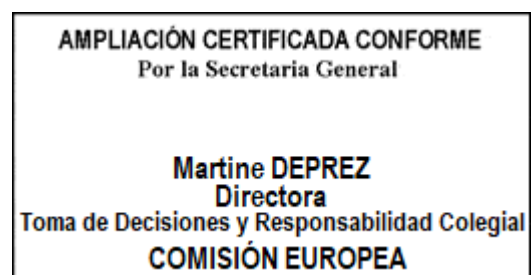 AMPLIACIÓN CERTIFICADA CONFORME
Por la Secretaria General
Martine DEPREZ
Directora
Toma de Decisiones y Responsabilidad Colegial
COMISIÓN EUROPEA